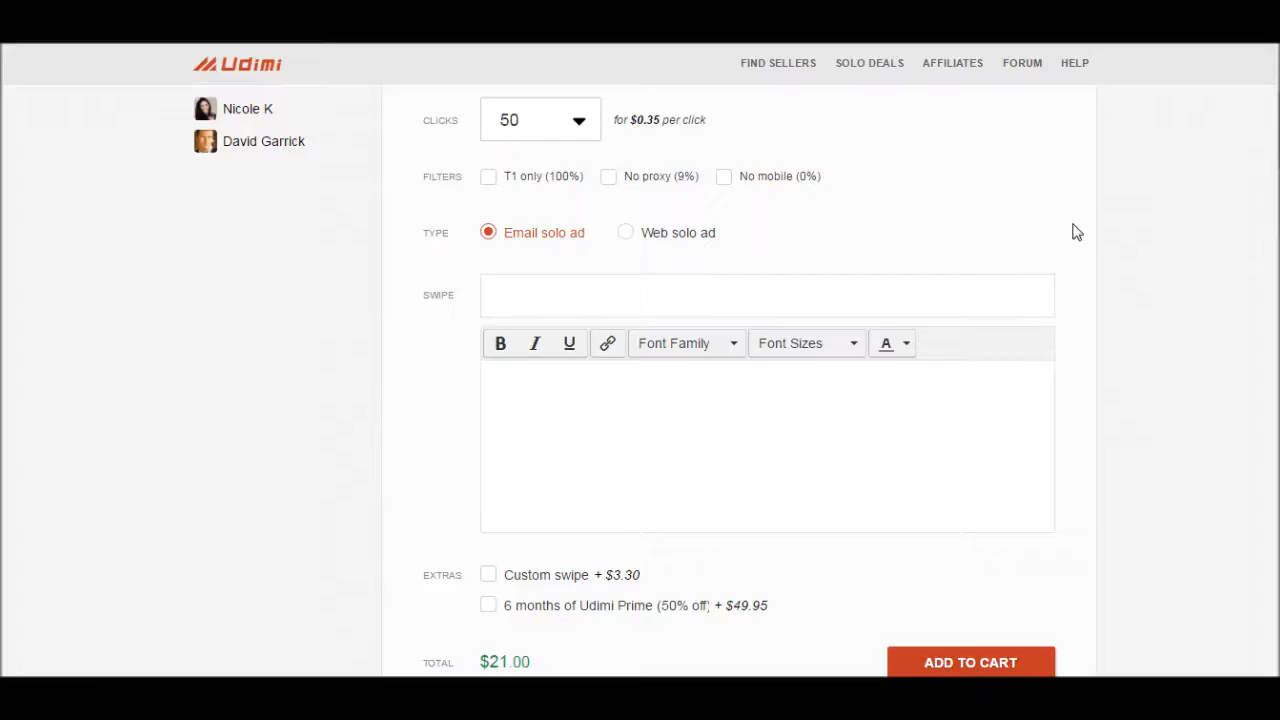 Udimi
FIND SELLERS SOLO DEALS AFFILIATES FORUM HELP
Nicole K
David Garrick
CLICKS 50 for $0.35 per click
FILTERS T1 only (100%) No proxy (9%) No mobile (0%)
TYPE Email solo ad Web solo ad
SWIPE
B I U Font Family Font Sizes A
EXTRAS Custom swipe + $3.30
6 months of Udimi Prime (50% off) + $49.95
TOTAL $21.00 ADD TO CART